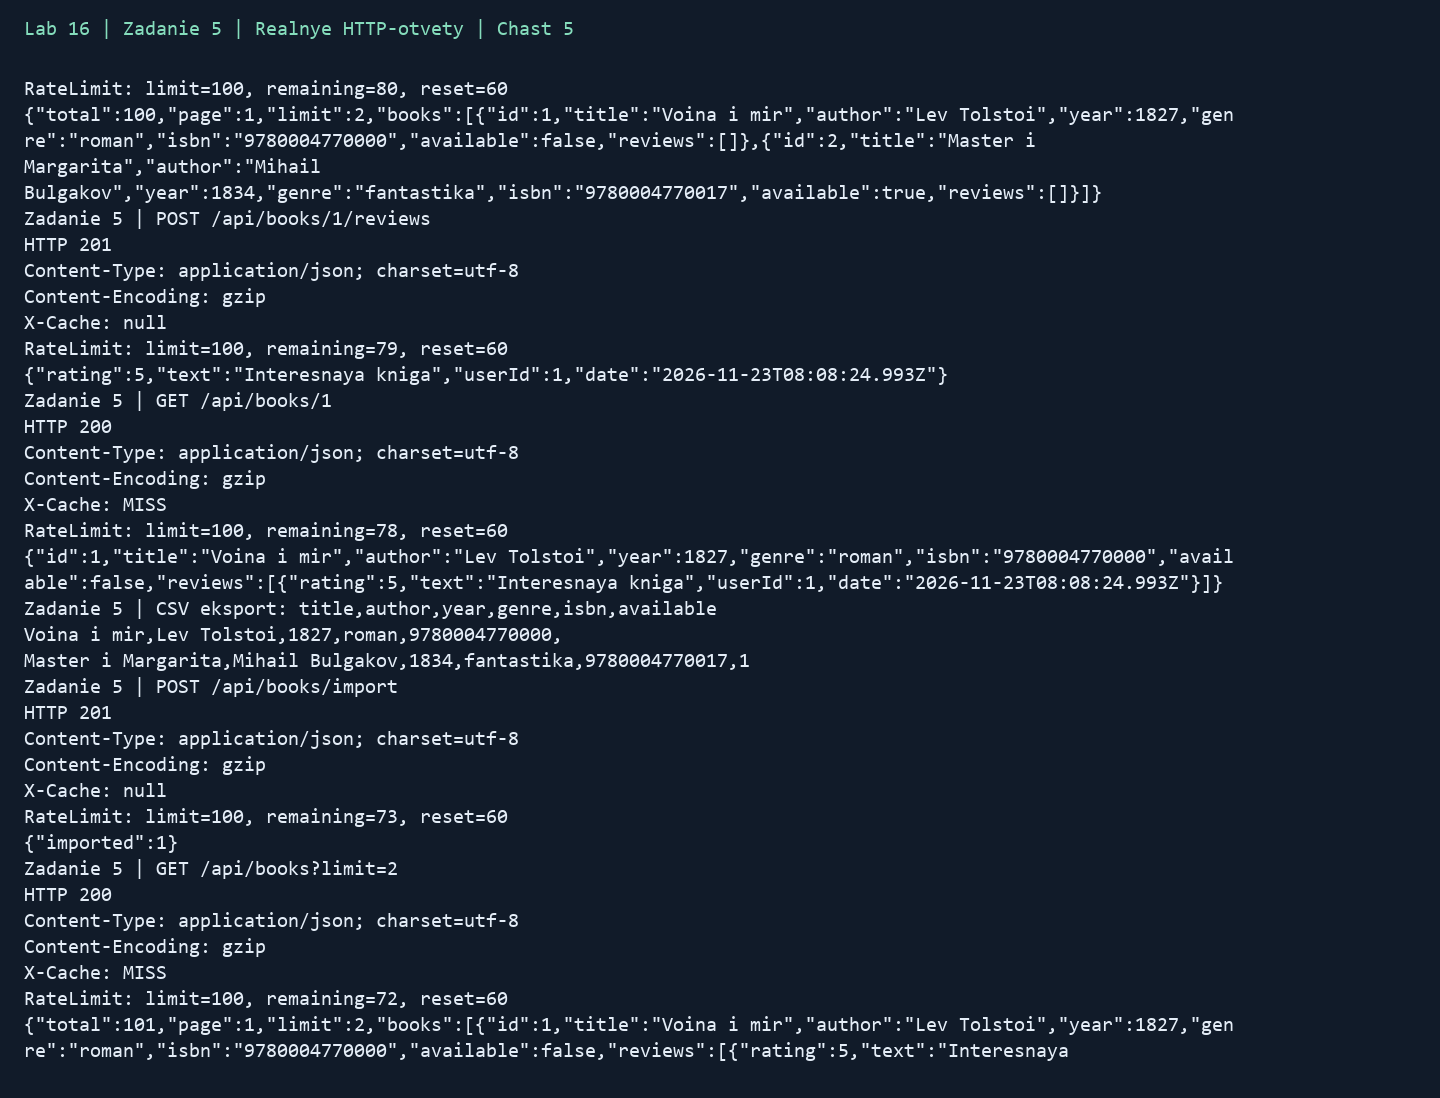 Lab 16 | Zadanie 5 | Realnye HTTP-otvety | Chast 5
RateLimit: limit=100, remaining=80, reset=60
{"total":100,"page":1,"limit":2,"books":[{"id":1,"title":"Voina i mir","author":"Lev Tolstoi","year":1827,"gen
re":"roman","isbn":"9780004770000","available":false,"reviews":[]},{"id":2,"title":"Master i
Margarita","author":"Mihail
Bulgakov","year":1834,"genre":"fantastika","isbn":"9780004770017","available":true,"reviews":[]}]}
Zadanie 5 | POST /api/books/1/reviews
HTTP 201
Content-Type: application/json; charset=utf-8
Content-Encoding: gzip
X-Cache: null
RateLimit: limit=100, remaining=79, reset=60
{"rating":5,"text":"Interesnaya kniga","userId":1,"date":"2026-11-23T08:08:24.993Z"}
Zadanie 5 | GET /api/books/1
HTTP 200
Content-Type: application/json; charset=utf-8
Content-Encoding: gzip
X-Cache: MISS
RateLimit: limit=100, remaining=78, reset=60
{"id":1,"title":"Voina i mir","author":"Lev Tolstoi","year":1827,"genre":"roman","isbn":"9780004770000","avail
able":false,"reviews":[{"rating":5,"text":"Interesnaya kniga","userId":1,"date":"2026-11-23T08:08:24.993Z"}]}
Zadanie 5 | CSV eksport: title,author,year,genre,isbn,available
Voina i mir,Lev Tolstoi,1827,roman,9780004770000,
Master i Margarita,Mihail Bulgakov,1834,fantastika,9780004770017,1
Zadanie 5 | POST /api/books/import
HTTP 201
Content-Type: application/json; charset=utf-8
Content-Encoding: gzip
X-Cache: null
RateLimit: limit=100, remaining=73, reset=60
{"imported":1}
Zadanie 5 | GET /api/books?limit=2
HTTP 200
Content-Type: application/json; charset=utf-8
Content-Encoding: gzip
X-Cache: MISS
RateLimit: limit=100, remaining=72, reset=60
{"total":101,"page":1,"limit":2,"books":[{"id":1,"title":"Voina i mir","author":"Lev Tolstoi","year":1827,"gen
re":"roman","isbn":"9780004770000","available":false,"reviews":[{"rating":5,"text":"Interesnaya